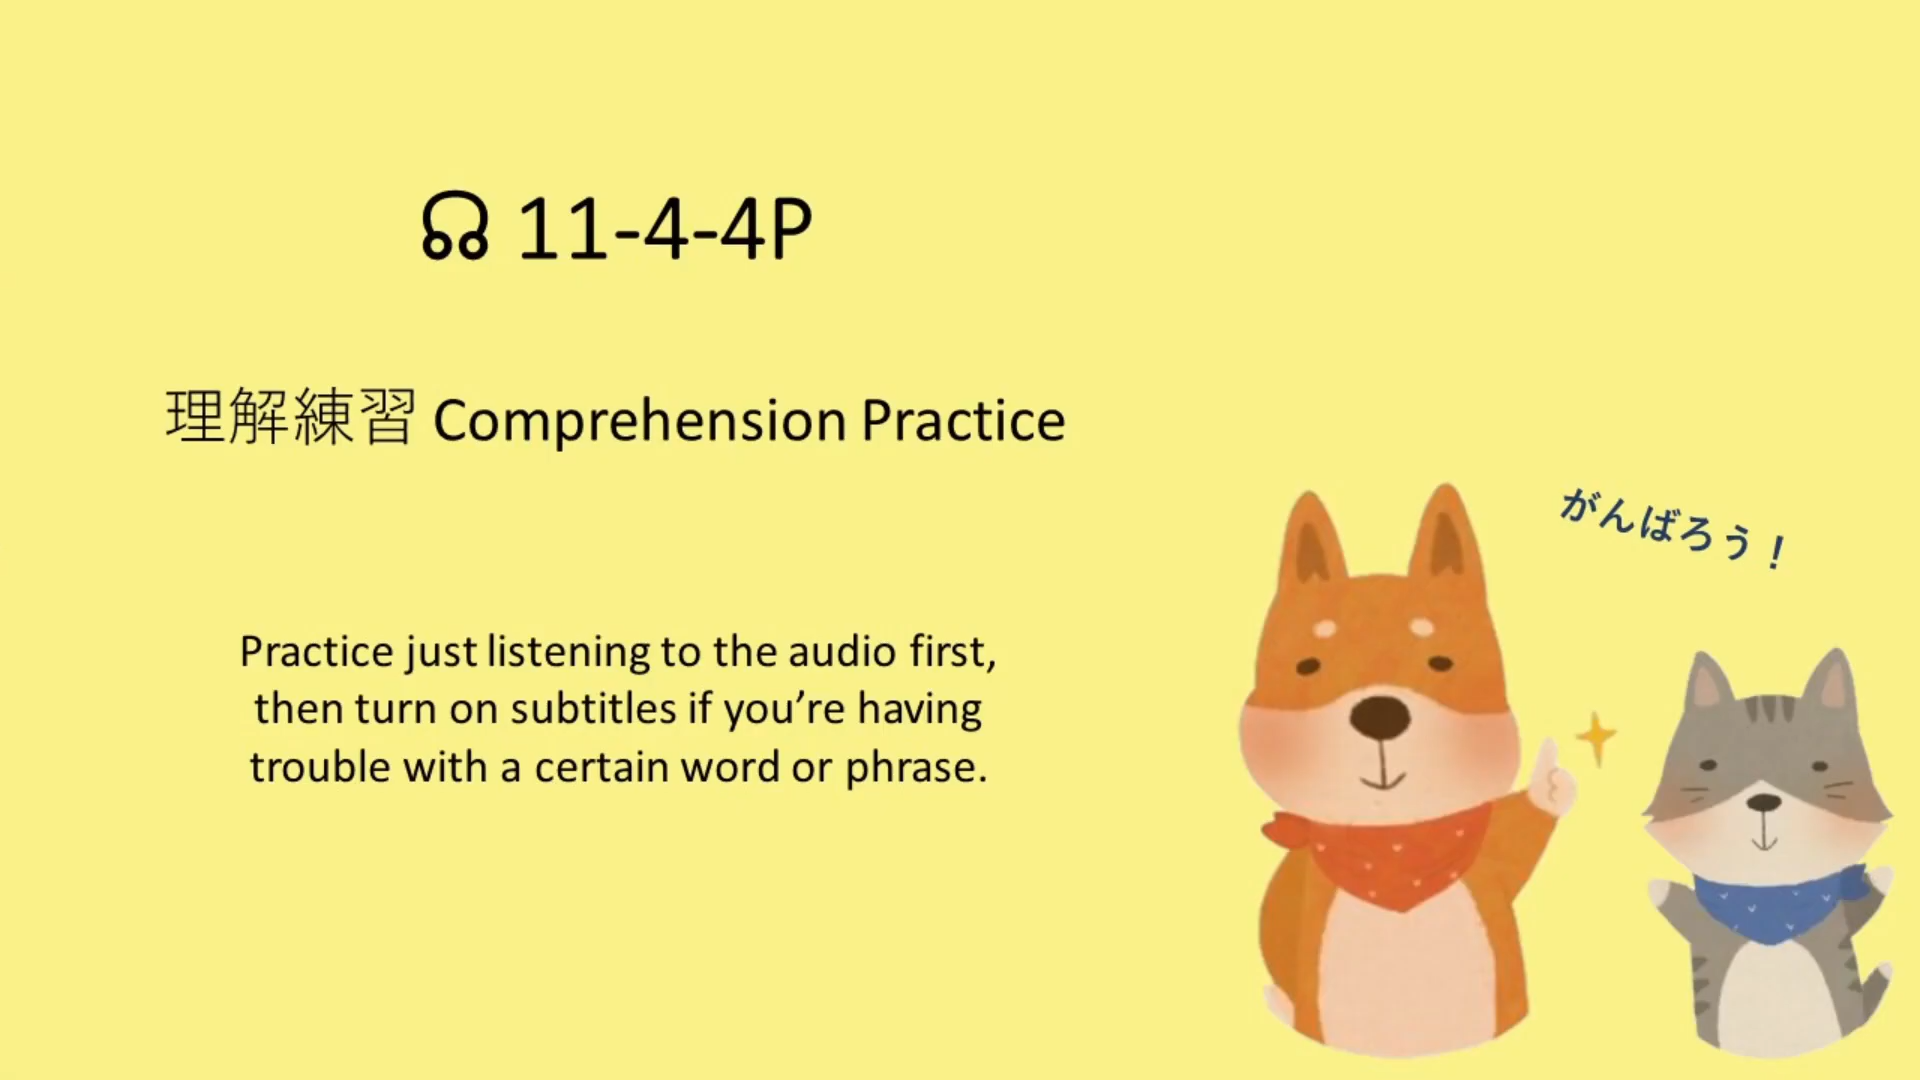 ☊ 11-4-4P
理解練習 Comprehension Practice
がんばろう！
Practice just listening to the audio first,
then turn on subtitles if you’re having
trouble with a certain word or phrase.